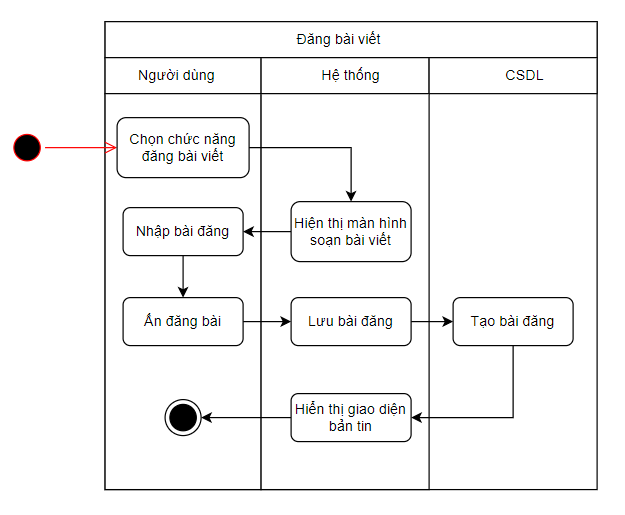 Đăng bài viết
Người dùng
Hệ thống
CSDL
Chọn chức năng
đăng bài viết
Hiện thị màn hình
soạn bài viết
Nhập bài đăng
Ấn đăng bài
Lưu bài đăng
Tạo bài đăng
Hiển thị giao diện
bản tin